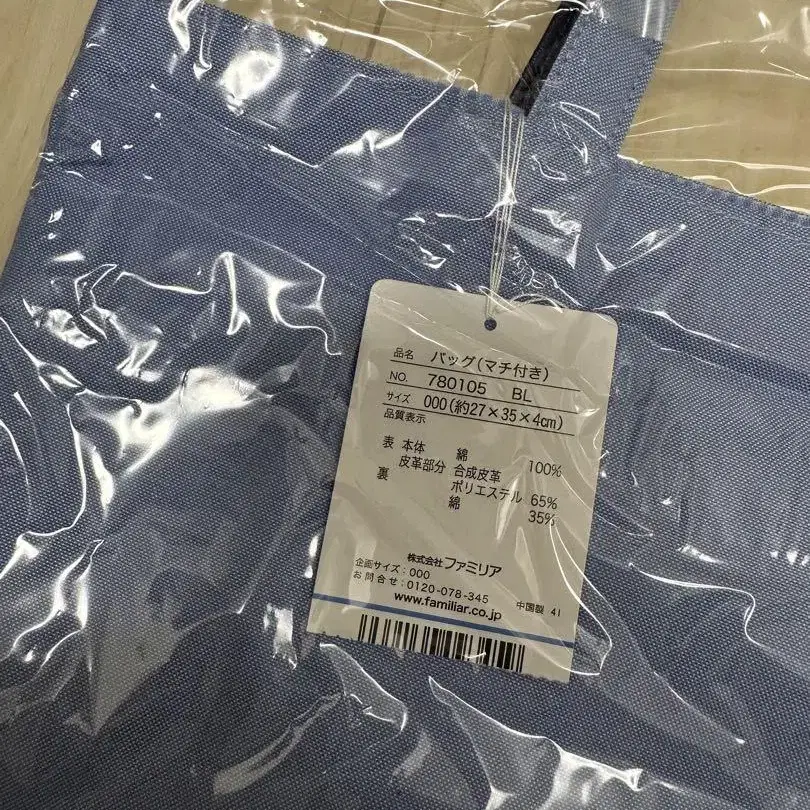 品名 バッグ(マチ付き)
NO. 780105 BL
サイズ 000(約27×35×4cm)
品質表示
表 本体 綿 100%
皮革部分 合成皮革
裏 ポリエステル 65%
綿 35%
株式会社 ファミリア
企画サイズ:000
お問合せ:0120-078-345
www.familiar.co.jp 中国製 41